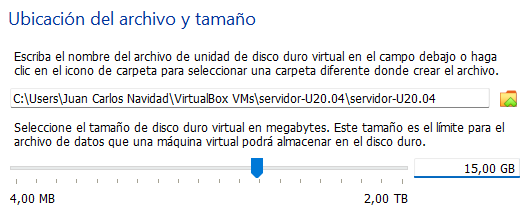 Ubicación del archivo y tamaño
Escriba el nombre del archivo de unidad de disco duro virtual en el campo debajo o haga
clic en el icono de carpeta para seleccionar una carpeta diferente donde crear el archivo.
C:\Users\Juan Carlos Navidad\VirtualBox VMs\servidor-U20.04\servidor-U20.04
Seleccione el tamaño de disco duro virtual en megabytes. Este tamaño es el límite para el
archivo de datos que una máquina virtual podrá almacenar en el disco duro.
15,00 GB
4,00 MB 2,00 TB